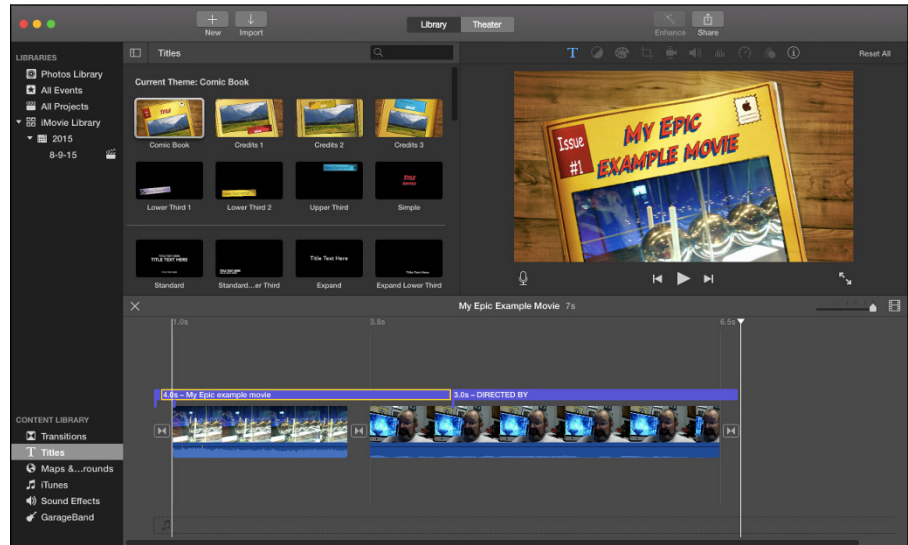 New
Import
Library
Theater
Enhance
Share
LIBRARIES
Photos Library
All Events
All Projects
iMovie Library
2015
8-9-15
Titles
Reset All
Current Theme: Comic Book
Comic Book
Credits 1
Credits 2
Credits 3
Lower Third 1
Lower Third 2
Upper Third
Simple
TITLE TEXT HERE
Title Text Here
Standard
Standard...er Third
Expand
Expand Lower Third
Issue
#1
MY EPIC
EXAMPLE MOVIE
My Epic Example Movie 7s
1.0s
3.8s
6.5s
4.0s – My Epic example movie
3.0s – DIRECTED BY
CONTENT LIBRARY
Transitions
Titles
Maps &...rounds
iTunes
Sound Effects
GarageBand